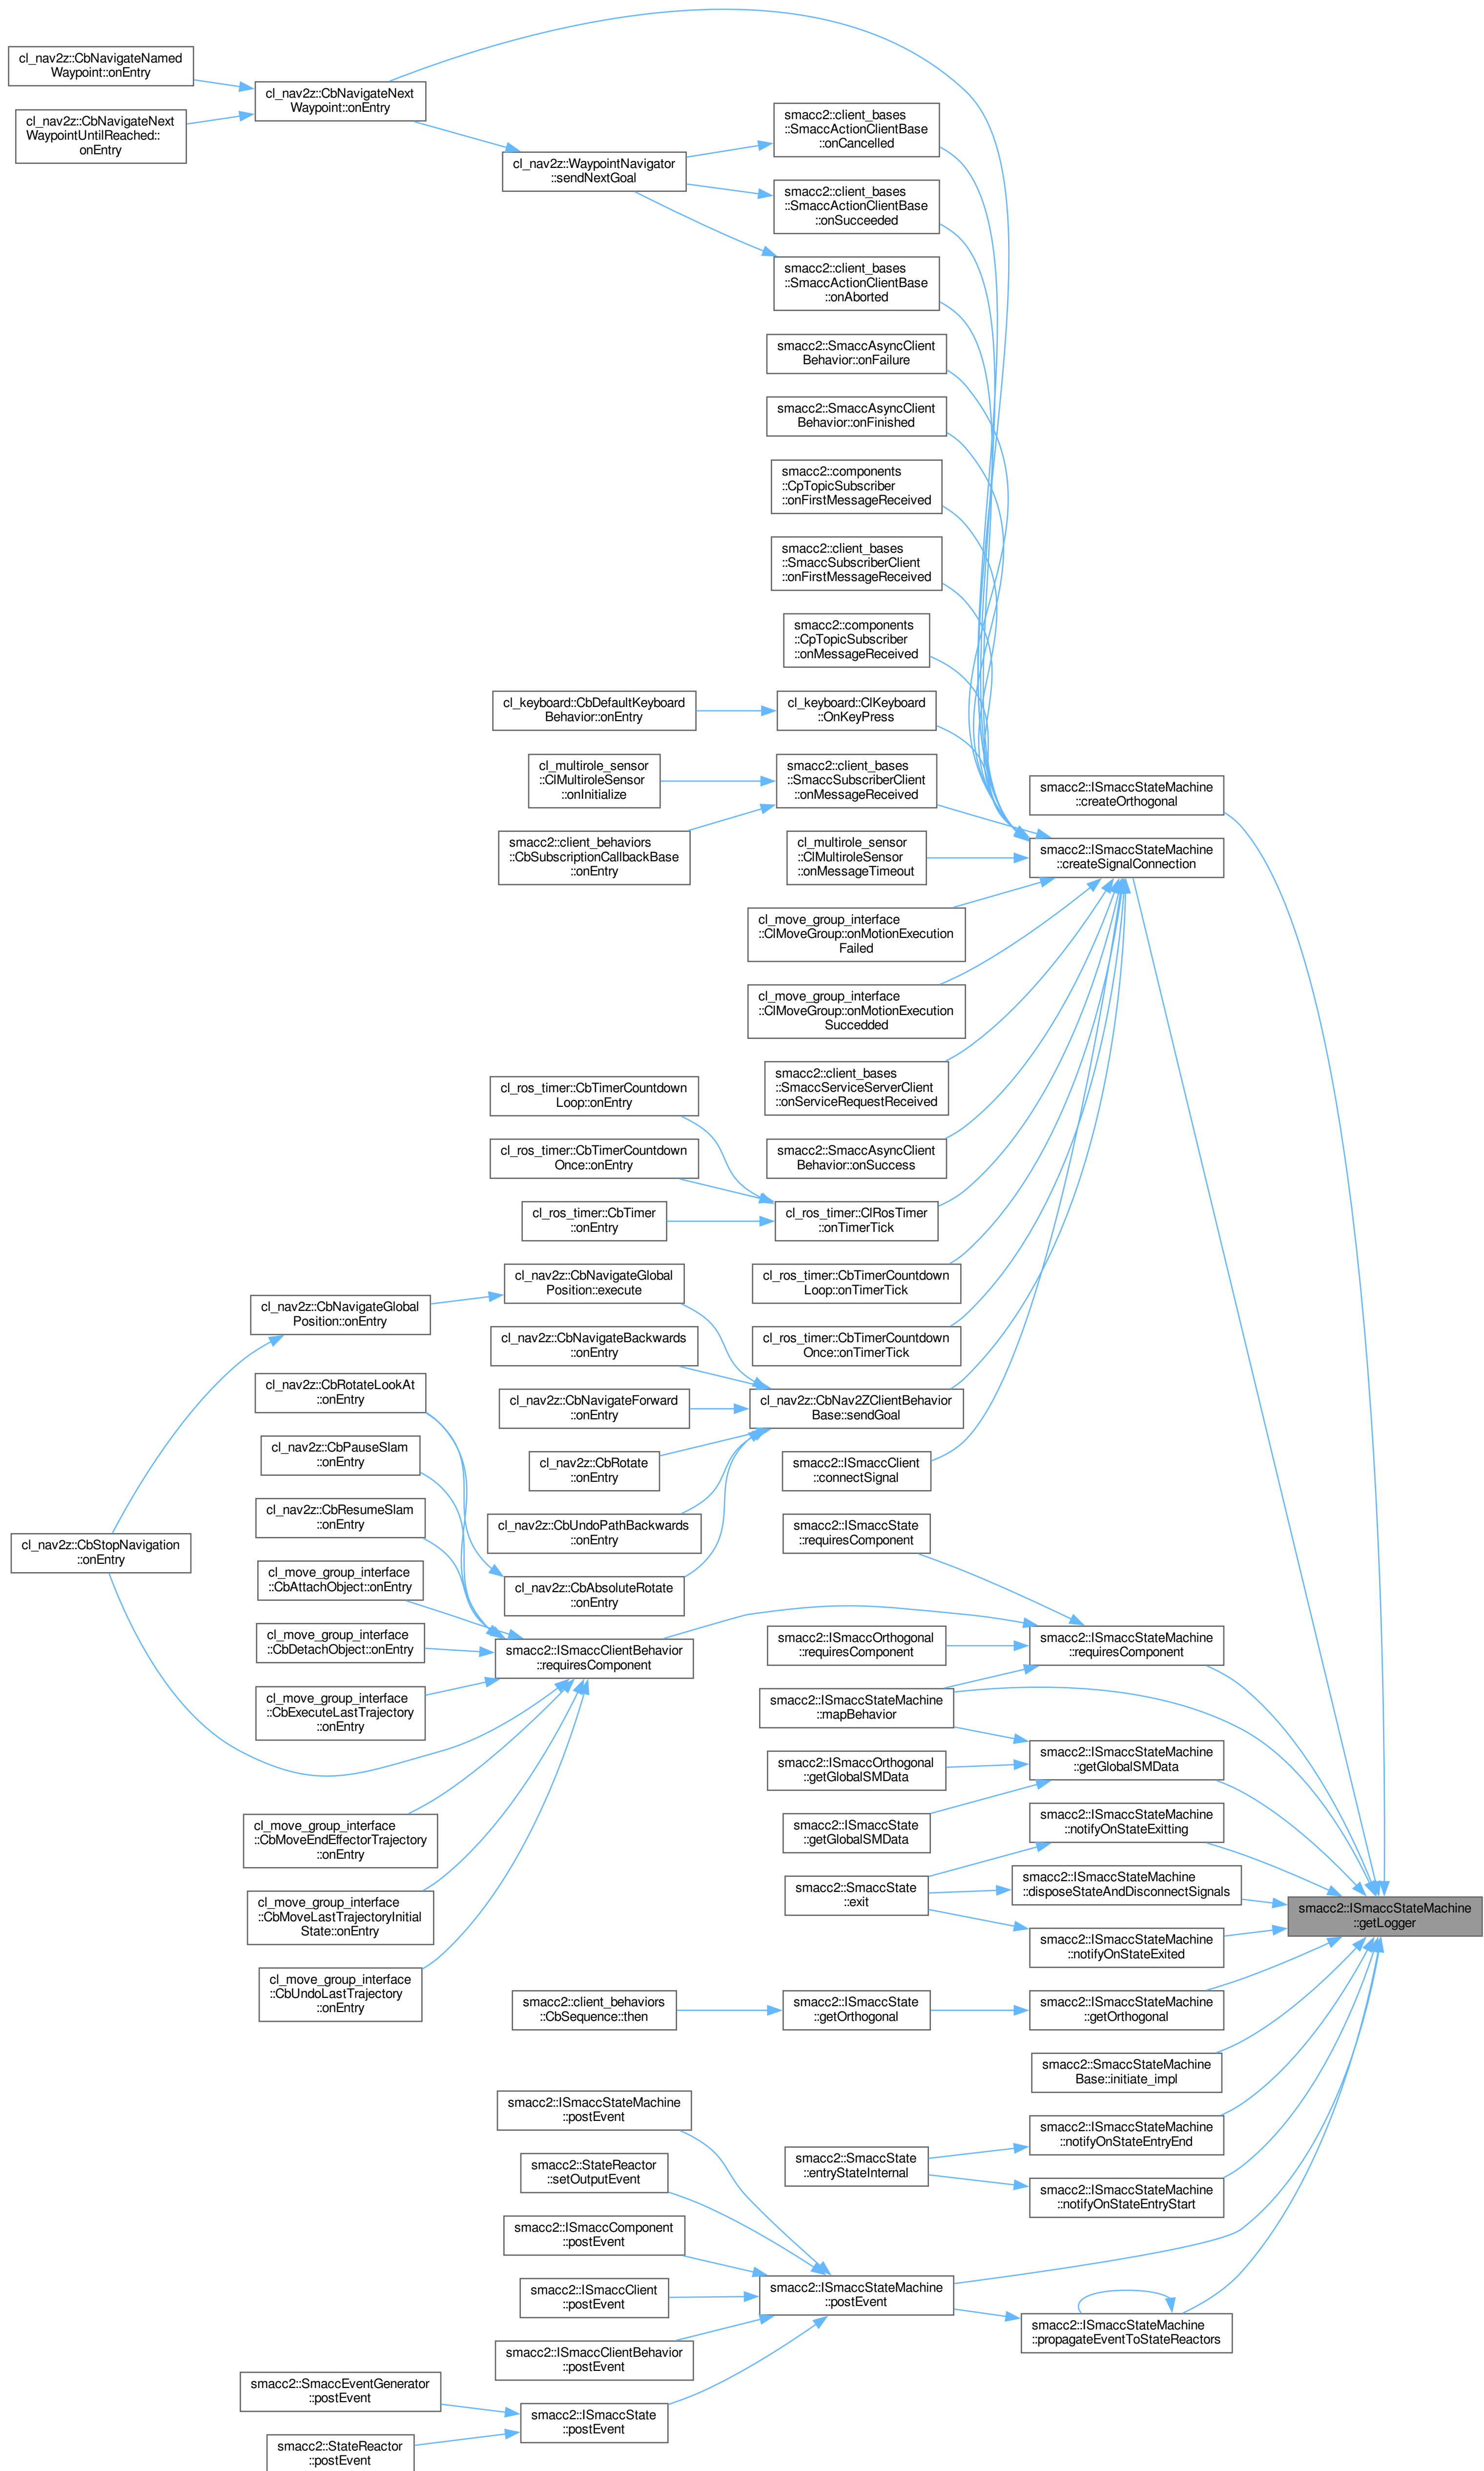 cl_nav2z::CbNavigateNamed
Waypoint::onEntry
cl_nav2z::CbNavigateNext
WaypointUntilReached::
onEntry
cl_nav2z::CbNavigateNext
Waypoint::onEntry
cl_nav2z::WaypointNavigator
::sendNextGoal
smacc2::client_bases
::SmaccActionClientBase
::onCancelled
smacc2::client_bases
::SmaccActionClientBase
::onSucceeded
smacc2::client_bases
::SmaccActionClientBase
::onAborted
smacc2::SmaccAsyncClient
Behavior::onFailure
smacc2::SmaccAsyncClient
Behavior::onFinished
smacc2::components
::CpTopicSubscriber
::onFirstMessageReceived
smacc2::client_bases
::SmaccSubscriberClient
::onFirstMessageReceived
smacc2::components
::CpTopicSubscriber
::onMessageReceived
cl_keyboard::CbDefaultKeyboard
Behavior::onEntry
cl_keyboard::ClKeyboard
::OnKeyPress
cl_multirole_sensor
::ClMultiroleSensor
::onInitialize
smacc2::client_bases
::SmaccSubscriberClient
::onMessageReceived
smacc2::ISmaccStateMachine
::createOrthogonal
smacc2::client_behaviors
::CbSubscriptionCallbackBase
::onEntry
cl_multirole_sensor
::ClMultiroleSensor
::onMessageTimeout
smacc2::ISmaccStateMachine
::createSignalConnection
cl_move_group_interface
::ClMoveGroup::onMotionExecution
Failed
cl_move_group_interface
::ClMoveGroup::onMotionExecution
Succedded
smacc2::client_bases
::SmaccServiceServerClient
::onServiceRequestReceived
cl_ros_timer::CbTimerCountdown
Loop::onEntry
cl_ros_timer::CbTimerCountdown
Once::onEntry
smacc2::SmaccAsyncClient
Behavior::onSuccess
cl_ros_timer::CbTimer
::onEntry
cl_ros_timer::ClRosTimer
::onTimerTick
cl_nav2z::CbNavigateGlobal
Position::execute
cl_ros_timer::CbTimerCountdown
Loop::onTimerTick
cl_nav2z::CbNavigateGlobal
Position::onEntry
cl_nav2z::CbNavigateBackwards
::onEntry
cl_ros_timer::CbTimerCountdown
Once::onTimerTick
cl_nav2z::CbRotateLookAt
::onEntry
cl_nav2z::CbNavigateForward
::onEntry
cl_nav2z::CbNav2ZClientBehavior
Base::sendGoal
cl_nav2z::CbPauseSlam
::onEntry
cl_nav2z::CbRotate
::onEntry
smacc2::ISmaccClient
::connectSignal
cl_nav2z::CbResumeSlam
::onEntry
cl_nav2z::CbUndoPathBackwards
::onEntry
smacc2::ISmaccState
::requiresComponent
cl_nav2z::CbStopNavigation
::onEntry
cl_move_group_interface
::CbAttachObject::onEntry
cl_nav2z::CbAbsoluteRotate
::onEntry
cl_move_group_interface
::CbDetachObject::onEntry
smacc2::ISmaccClientBehavior
::requiresComponent
smacc2::ISmaccOrthogonal
::requiresComponent
smacc2::ISmaccStateMachine
::requiresComponent
cl_move_group_interface
::CbExecuteLastTrajectory
::onEntry
smacc2::ISmaccStateMachine
::mapBehavior
smacc2::ISmaccOrthogonal
::getGlobalSMData
smacc2::ISmaccStateMachine
::getGlobalSMData
cl_move_group_interface
::CbMoveEndEffectorTrajectory
::onEntry
smacc2::ISmaccState
::getGlobalSMData
smacc2::ISmaccStateMachine
::notifyOnStateExitting
cl_move_group_interface
::CbMoveLastTrajectoryInitial
State::onEntry
smacc2::SmaccState
::exit
smacc2::ISmaccStateMachine
::disposeStateAndDisconnectSignals
smacc2::ISmaccStateMachine
::getLogger
smacc2::ISmaccStateMachine
::notifyOnStateExited
cl_move_group_interface
::CbUndoLastTrajectory
::onEntry
smacc2::client_behaviors
::CbSequence::then
smacc2::ISmaccState
::getOrthogonal
smacc2::ISmaccStateMachine
::getOrthogonal
smacc2::SmaccStateMachine
Base::initiate_impl
smacc2::ISmaccStateMachine
::postEvent
smacc2::ISmaccStateMachine
::notifyOnStateEntryEnd
smacc2::StateReactor
::setOutputEvent
smacc2::SmaccState
::entryStateInternal
smacc2::ISmaccStateMachine
::notifyOnStateEntryStart
smacc2::ISmaccComponent
::postEvent
smacc2::ISmaccClient
::postEvent
smacc2::ISmaccStateMachine
::postEvent
smacc2::ISmaccStateMachine
::propagateEventToStateReactors
smacc2::ISmaccClientBehavior
::postEvent
smacc2::SmaccEventGenerator
::postEvent
smacc2::ISmaccState
::postEvent
smacc2::StateReactor
::postEvent